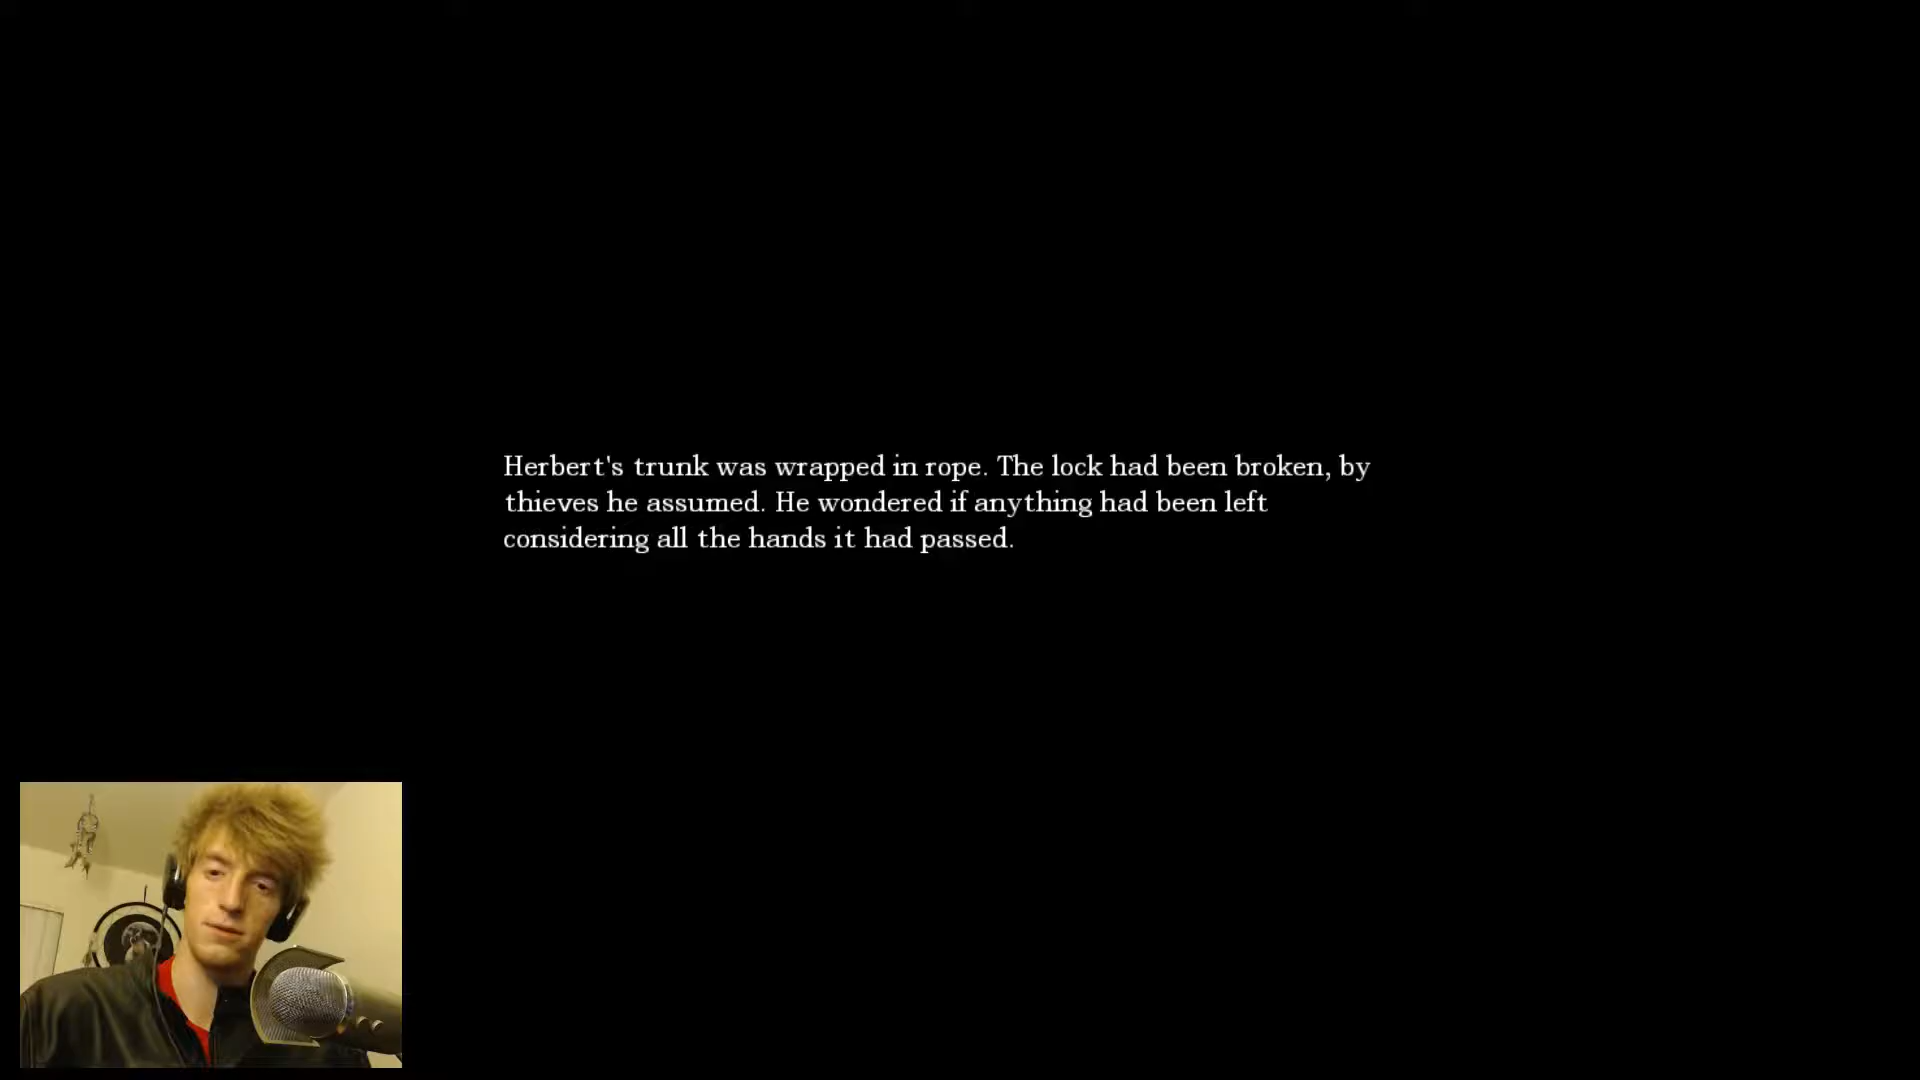 Herbert's trunk was wrapped in rope. The lock had been broken, by
thieves he assumed. He wondered if anything had been left
considering all the hands it had passed.